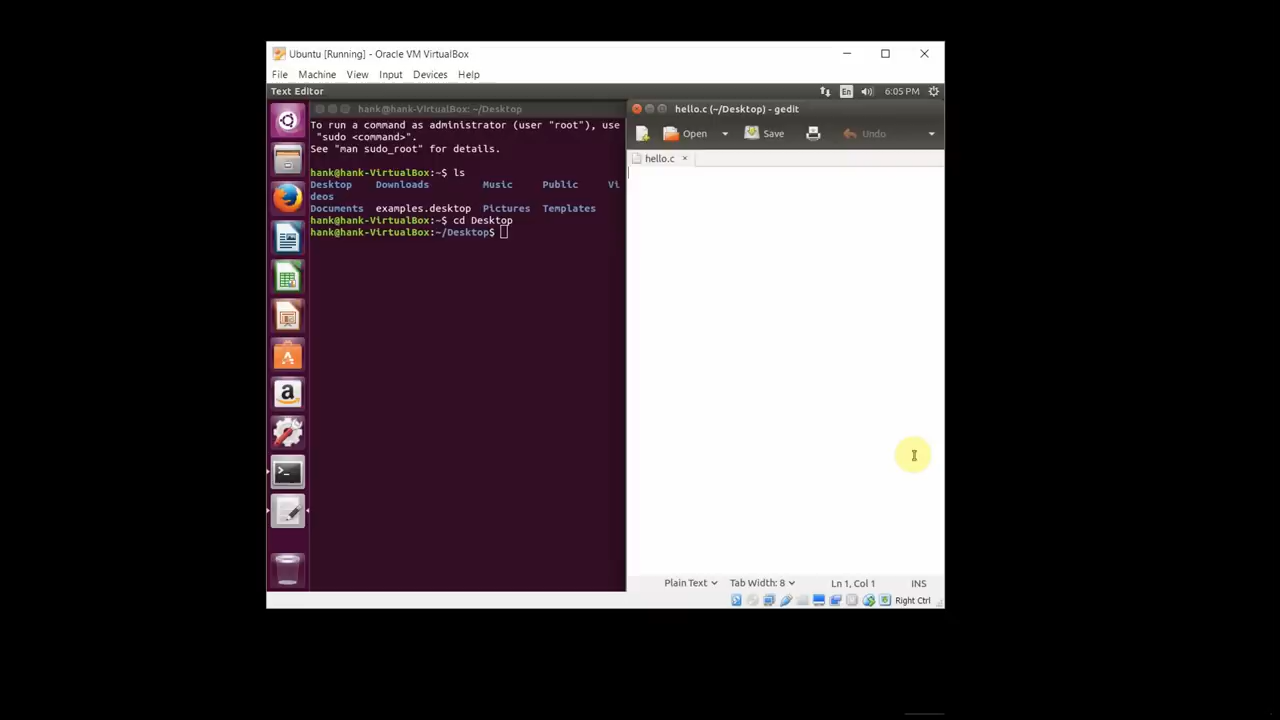 Ubuntu [Running] - Oracle VM VirtualBox
File Machine View Input Devices Help
Text Editor En 6:05 PM
hank@hank-VirtualBox: ~/Desktop
To run a command as administrator (user "root"), use
"sudo <command>".
See "man sudo_root" for details.
hank@hank-VirtualBox:~$ ls
Desktop Downloads Music Public Vi
deos
Documents examples.desktop Pictures Templates
hank@hank-VirtualBox:~$ cd Desktop
hank@hank-VirtualBox:~/Desktop$
hello.c (~/Desktop) - gedit
Open Save Undo
hello.c ×
Plain Text Tab Width: 8 Ln 1, Col 1 INS
Right Ctrl